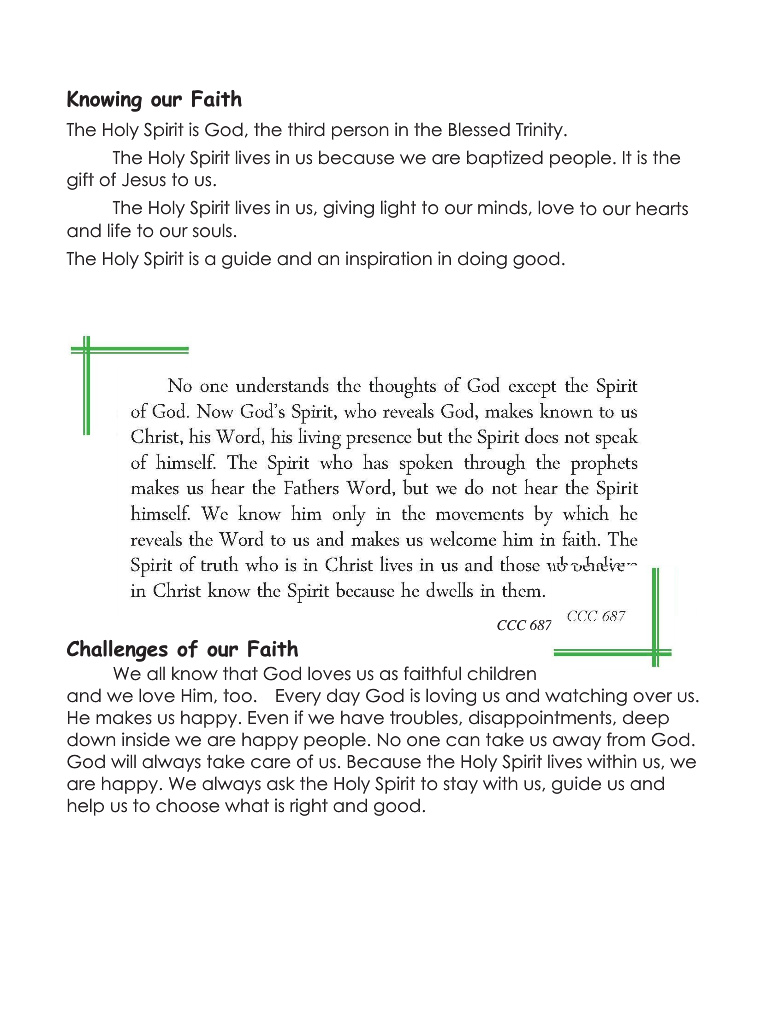 Knowing our Faith
The Holy Spirit is God, the third person in the Blessed Trinity.
The Holy Spirit lives in us because we are baptized people. It is the
gift of Jesus to us.
The Holy Spirit lives in us, giving light to our minds, love to our hearts
and life to our souls.
The Holy Spirit is a guide and an inspiration in doing good.
No one understands the thoughts of God except the Spirit
of God. Now God's Spirit, who reveals God, makes known to us
Christ, his Word, his living presence but the Spirit does not speak
of himself. The Spirit who has spoken through the prophets
makes us hear the Fathers Word, but we do not hear the Spirit
himself. We know him only in the movements by which he
reveals the Word to us and makes us welcome him in faith. The
Spirit of truth who is in Christ lives in us and those
in Christ know the Spirit because he dwells in them.
CCC 687 CCC 687
Challenges of our Faith
We all know that God loves us as faithful children
and we love Him, too. Every day God is loving us and watching over us.
He makes us happy. Even if we have troubles, disappointments, deep
down inside we are happy people. No one can take us away from God.
God will always take care of us. Because the Holy Spirit lives within us, we
are happy. We always ask the Holy Spirit to stay with us, guide us and
help us to choose what is right and good.